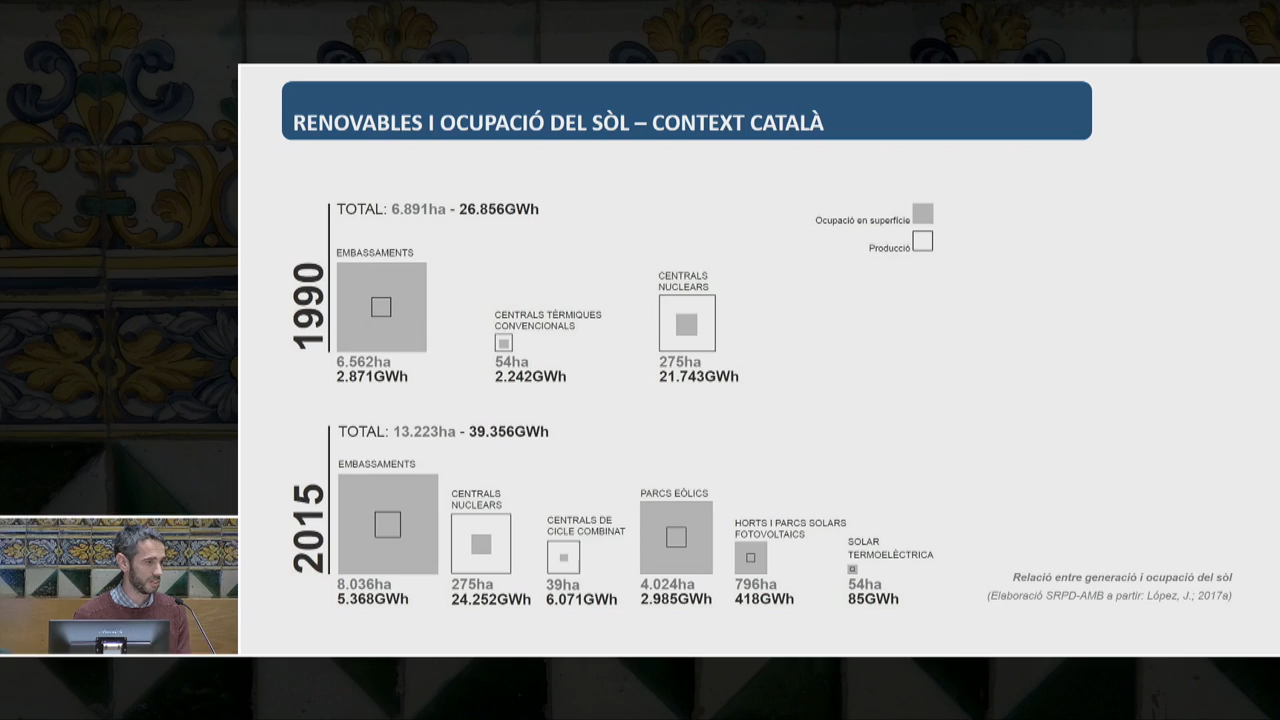 RENOVABLES I OCUPACIÓ DEL SÒL – CONTEXT CATALÀ
1990
TOTAL: 6.891ha - 26.856GWh
Ocupació en superfície
Producció
EMBASSAMENTS
6.562ha
2.871GWh
CENTRALS TÈRMIQUES
CONVENCIONALS
54ha
2.242GWh
CENTRALS
NUCLEARS
275ha
21.743GWh
2015
TOTAL: 13.223ha - 39.356GWh
EMBASSAMENTS
8.036ha
5.368GWh
CENTRALS
NUCLEARS
275ha
24.252GWh
CENTRALS DE
CICLE COMBINAT
39ha
6.071GWh
PARCS EÒLICS
4.024ha
2.985GWh
HORTS I PARCS SOLARS
FOTOVOLTAICS
796ha
418GWh
SOLAR
TERMOELÈCTRICA
54ha
85GWh
Relació entre generació i ocupació del sòl
(Elaboració SRPD-AMB a partir: López, J.; 2017a)